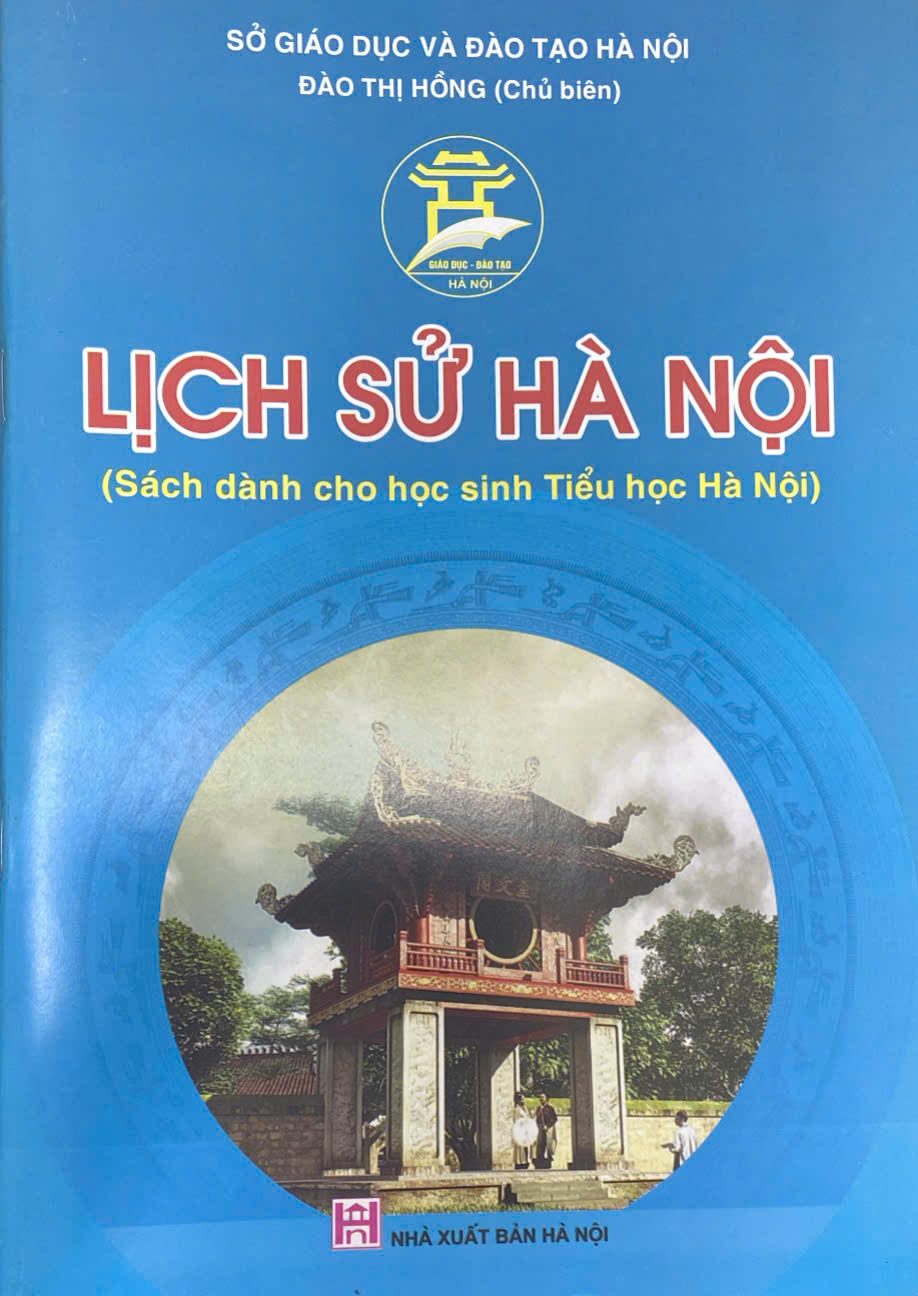 SỞ GIÁO DỤC VÀ ĐÀO TẠO HÀ NỘI
ĐÀO THỊ HỒNG (Chủ biên)
GIÁO DỤC - ĐÀO TẠO
HÀ NỘI
LỊCH SỬ HÀ NỘI
(Sách dành cho học sinh Tiểu học Hà Nội)
NHÀ XUẤT BẢN HÀ NỘI